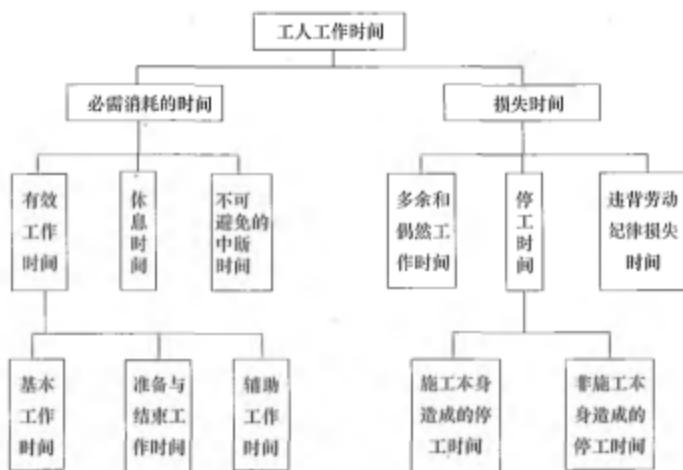 工人工作时间
必需消耗的时间
损失时间
有效
工作
时间
休
息
时
间
不可
避免的
中断
时间
多余和
偶然工
作时间
停
工
时
间
违背劳动
纪律损失
时间
基本
工作
时间
准备与
结束工
作时间
辅助
工作
时间
施工本身
造成的停
工时间
非施工本
身造成的
停工时间